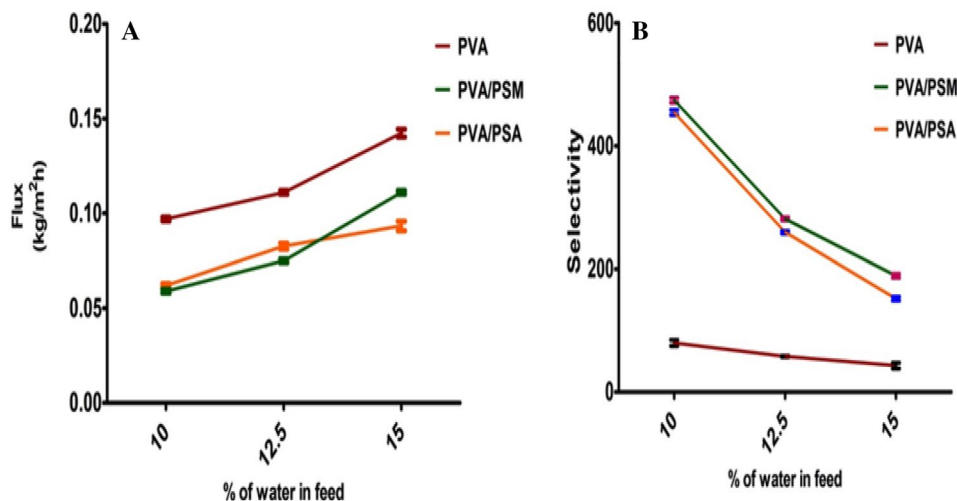 A
0.20
0.15
0.10
0.05
0.00
Flux
(kg/m²h)
10
12.5
15
% of water in feed
PVA
PVA/PSM
PVA/PSA
B
600
400
200
0
Selectivity
10
12.5
15
% of water in feed
PVA
PVA/PSM
PVA/PSA